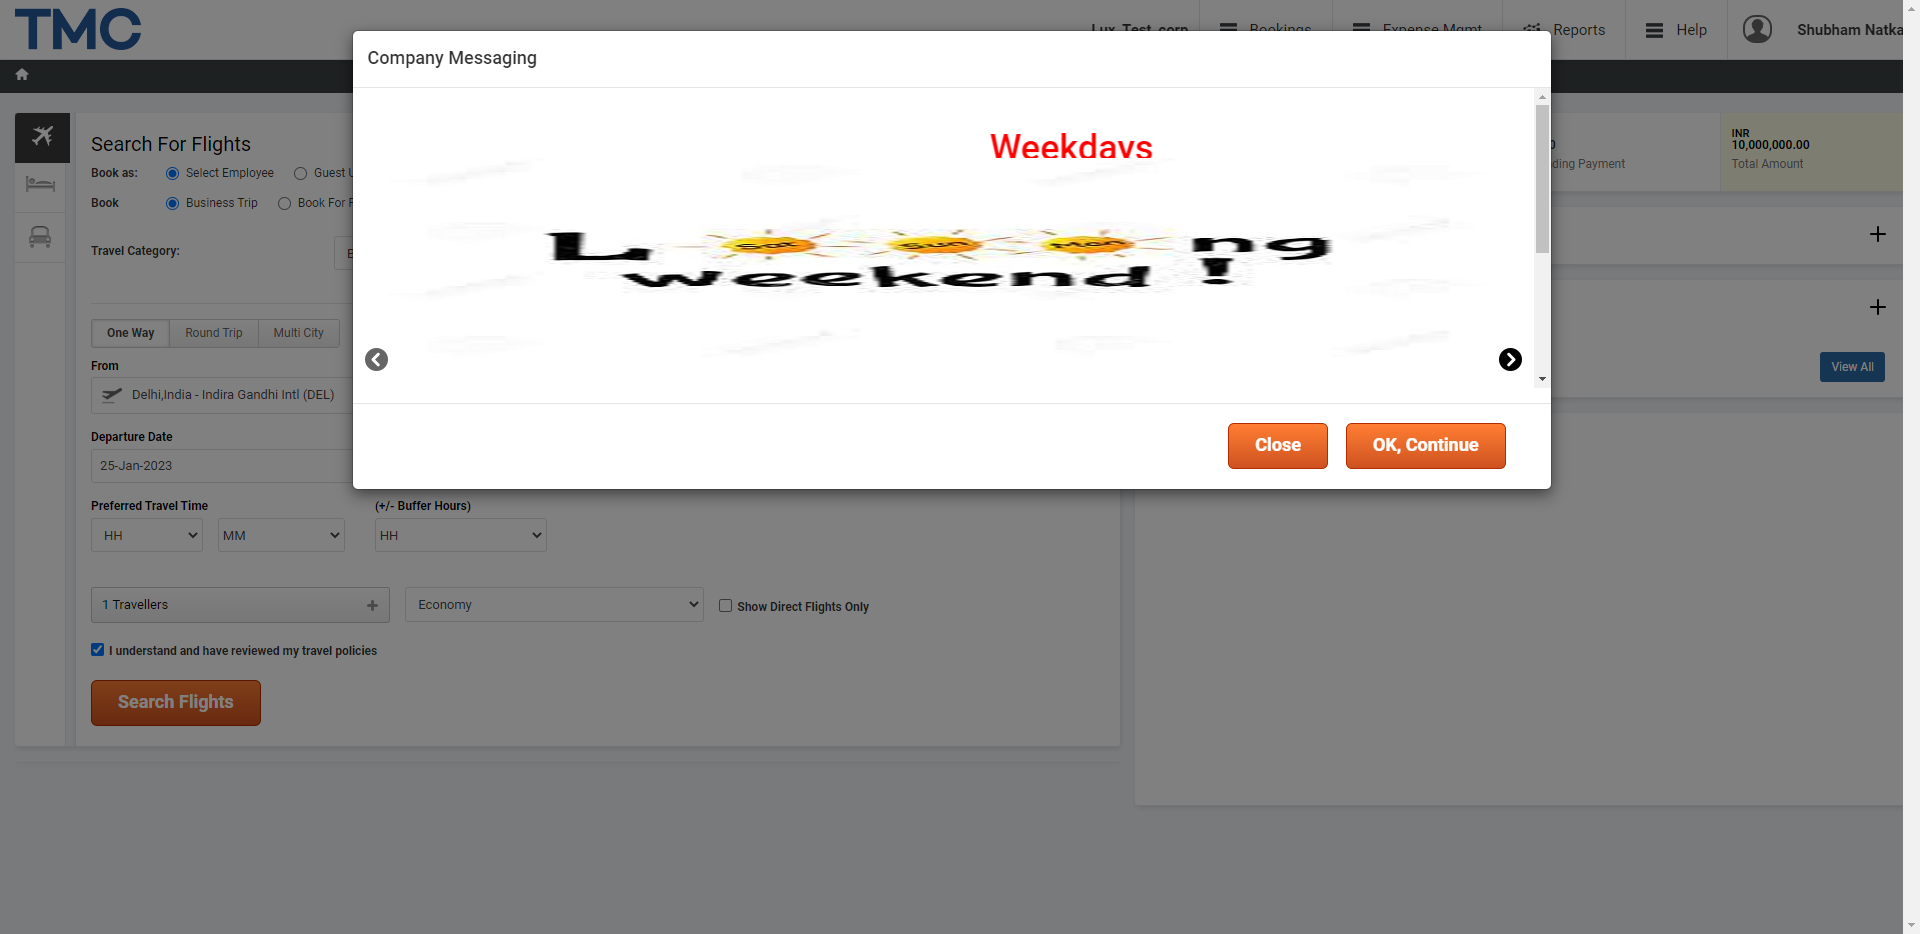 TMC
Lux_Test_corp
Bookings
Expense Mgmt
Reports
Help
Shubham Natka
Company Messaging
Weekdays
L Sat Sun Mon ng
weekend !
Close
OK, Continue
Search For Flights
Book as:
Select Employee
Guest U
Book
Business Trip
Book For P
Travel Category:
One Way
Round Trip
Multi City
From
Delhi,India - Indira Gandhi Intl (DEL)
Departure Date
25-Jan-2023
Preferred Travel Time
(+/- Buffer Hours)
HH
MM
HH
1 Travellers
Economy
Show Direct Flights Only
I understand and have reviewed my travel policies
Search Flights
ding Payment
INR
10,000,000.00
Total Amount
View All